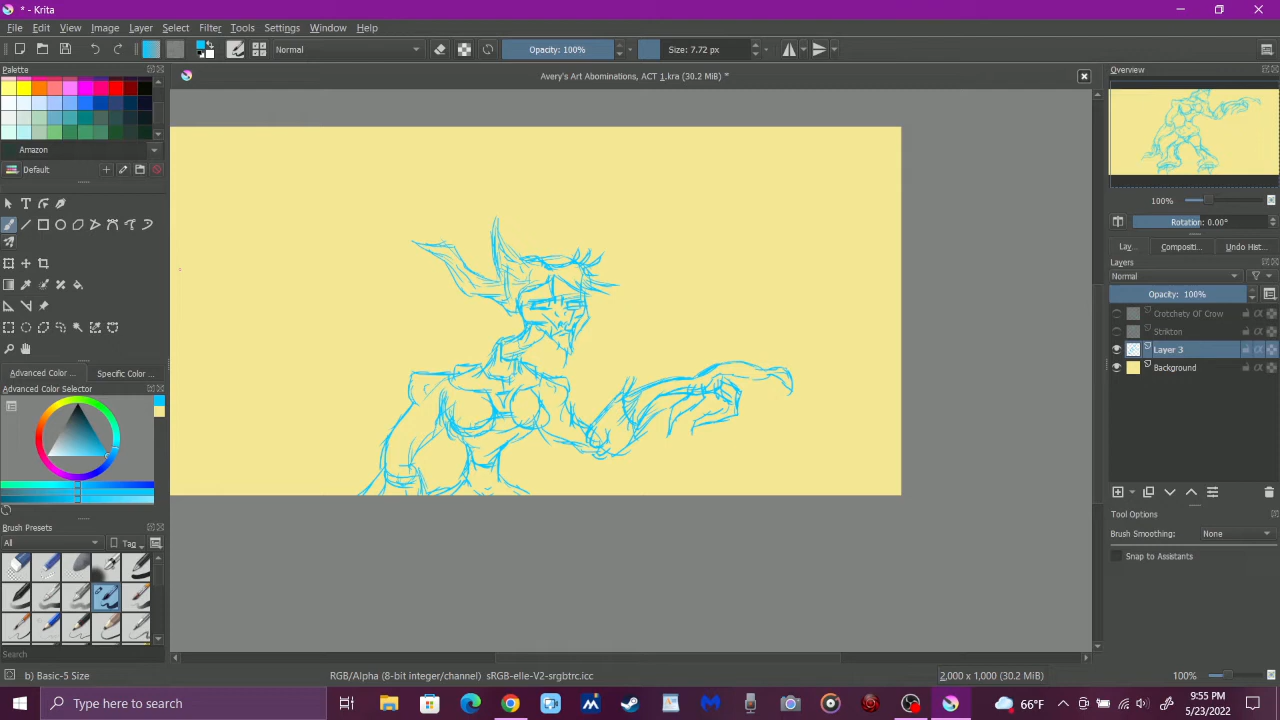 * - Krita
File Edit View Image Layer Select Filter Tools Settings Window Help
Normal Opacity: 100% Size: 7.72 px
Palette
Avery's Art Abominations, ACT 1.kra (30.2 MiB) *
Overview
Amazon
Default
100%
Rotation: 0.00°
Lay... Compositi... Undo Hist...
Layers
Normal
Opacity: 100%
Crotchety Ol' Crow
Strikton
Layer 3
Background
Advanced Color ... Specific Color ...
Advanced Color Selector
Tool Options
Brush Smoothing: None
Snap to Assistants
Brush Presets
All Tag
Search
b) Basic-5 Size RGB/Alpha (8-bit integer/channel) sRGB-elle-V2-srgbtrc.icc 2,000 x 1,000 (30.2 MiB) 100%
Type here to search 66°F 9:55 PM
5/23/2022